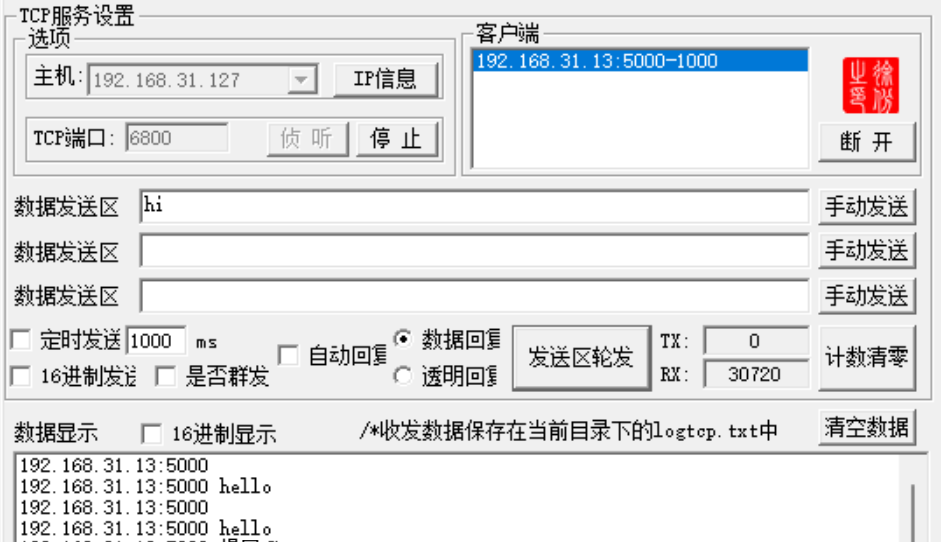 TCP服务设置
选项
主机: 192.168.31.127 IP信息
TCP端口: 6800 侦 听 停 止
客户端
192.168.31.13:5000-1000
断 开
数据发送区 hi 手动发送
数据发送区 手动发送
数据发送区 手动发送
定时发送 1000 ms
16进制发 是否群发
自动回
数据回
透明回
发送区轮发
TX: 0
RX: 30720
计数清零
数据显示 16进制显示 /*收发数据保存在当前目录下的logtcp.txt中 清空数据
192.168.31.13:5000
192.168.31.13:5000 hello
192.168.31.13:5000
192.168.31.13:5000 hello